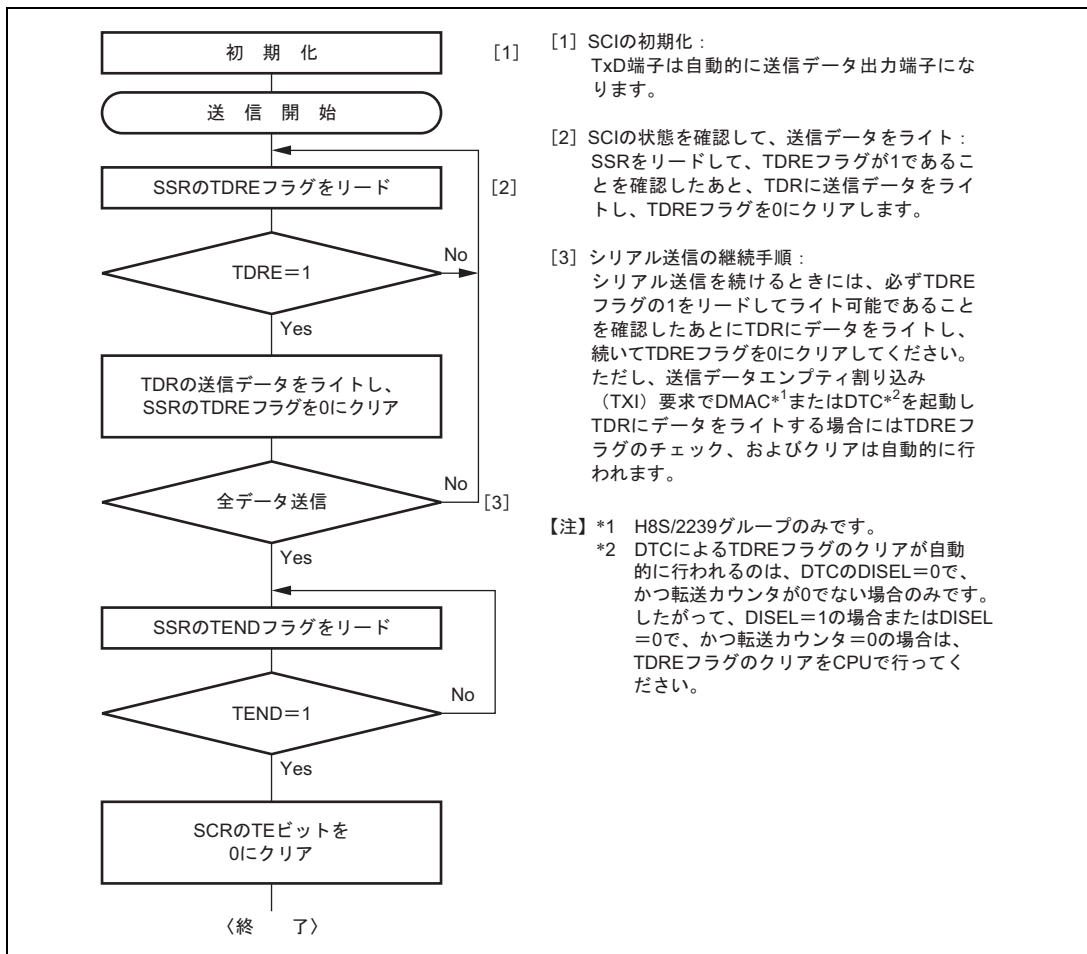 初 期 化
[1]
送 信 開 始
SSRのTDREフラグをリード
[2]
TDRE=1
No
Yes
TDRの送信データをライトし、
SSRのTDREフラグを0にクリア
全データ送信
No
[3]
Yes
SSRのTENDフラグをリード
TEND=1
No
Yes
SCRのTEビットを
0にクリア
〈終 了〉
[1] SCIの初期化:
TxD端子は自動的に送信データ出力端子にな
ります。
[2] SCIの状態を確認して、送信データをライト:
SSRをリードして、TDREフラグが1であるこ
とを確認したあと、TDRに送信データをライ
トし、TDREフラグを0にクリアします。
[3] シリアル送信の継続手順:
シリアル送信を続けるときには、必ずTDRE
フラグの1をリードしてライト可能であること
を確認したあとにTDRにデータをライトし、
続いてTDREフラグを0にクリアしてください。
ただし、送信データエンプティ割り込み
(TXI)要求でDMAC*1またはDTC*2を起動し
TDRにデータをライトする場合にはTDREフ
ラグのチェック、およびクリアは自動的に行
われます。
【注】*1 H8S/2239グループのみです。
*2 DTCによるTDREフラグのクリアが自動
的に行われるのは、DTCのDISEL=0で、
かつ転送カウンタが0でない場合のみです。
したがって、DISEL=1の場合またはDISEL
=0で、かつ転送カウンタ=0の場合は、
TDREフラグのクリアをCPUで行ってく
ださい。